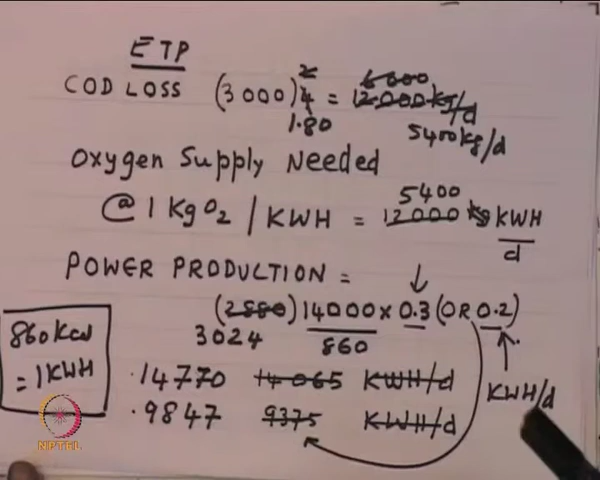 ETP
COD LOSS (3000) 4 2 = 12000 kg/d 6000
1.80 5400 kg/d
Oxygen Supply Needed
@ 1 Kg O2 / KWH = 12000 kg 5400 KWH/d
POWER PRODUCTION =
(2880) 14000 × 0.3 (OR 0.2)
3024 860
860 Kcal
= 1 KWH
14770 14065 KWH/d KWH/d
9847 9375 KWH/d
NPTEL